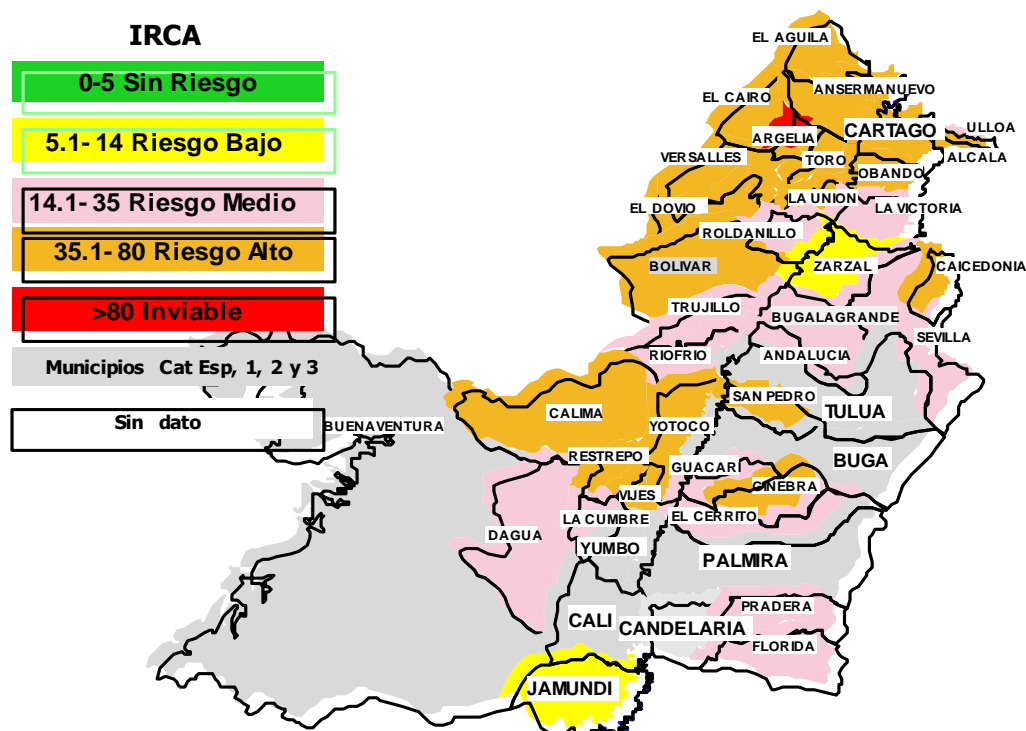 IRCA
0-5 Sin Riesgo
5.1- 14 Riesgo Bajo
14.1- 35 Riesgo Medio
35.1- 80 Riesgo Alto
>80 Inviable
Municipios Cat Esp, 1, 2 y 3
Sin dato
EL AGUILA
ANSERMANUEVO
EL CAIRO
ARGELIA
CARTAGO
ULLOA
ALCALA
VERSALLES
TORO
OBANDO
EL DOVIO
LA UNION
LA VICTORIA
ROLDANILLO
BOLIVAR
ZARZAL
CAICEDONIA
TRUJILLO
BUGALAGRANDE
SEVILLA
RIOFRIO
ANDALUCIA
SAN PEDRO
TULUA
CALIMA
YOTOCO
BUENAVENTURA
RESTREPO
GUACARI
BUGA
GINEBRA
VIJES
LA CUMBRE
EL CERRITO
DAGUA
YUMBO
PALMIRA
PRADERA
CALI
CANDELARIA
FLORIDA
JAMUNDI